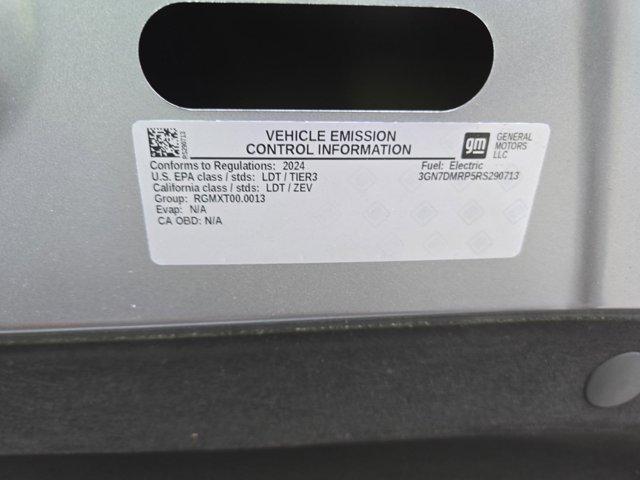 VEHICLE EMISSION
CONTROL INFORMATION
gm
GENERAL
MOTORS
LLC
RS290713
Conforms to Regulations: 2024
Fuel: Electric
U.S. EPA class / stds: LDT / TIER3
3GN7DMRP5RS290713
California class / stds: LDT / ZEV
Group: RGMXT00.0013
Evap: N/A
CA OBD: N/A